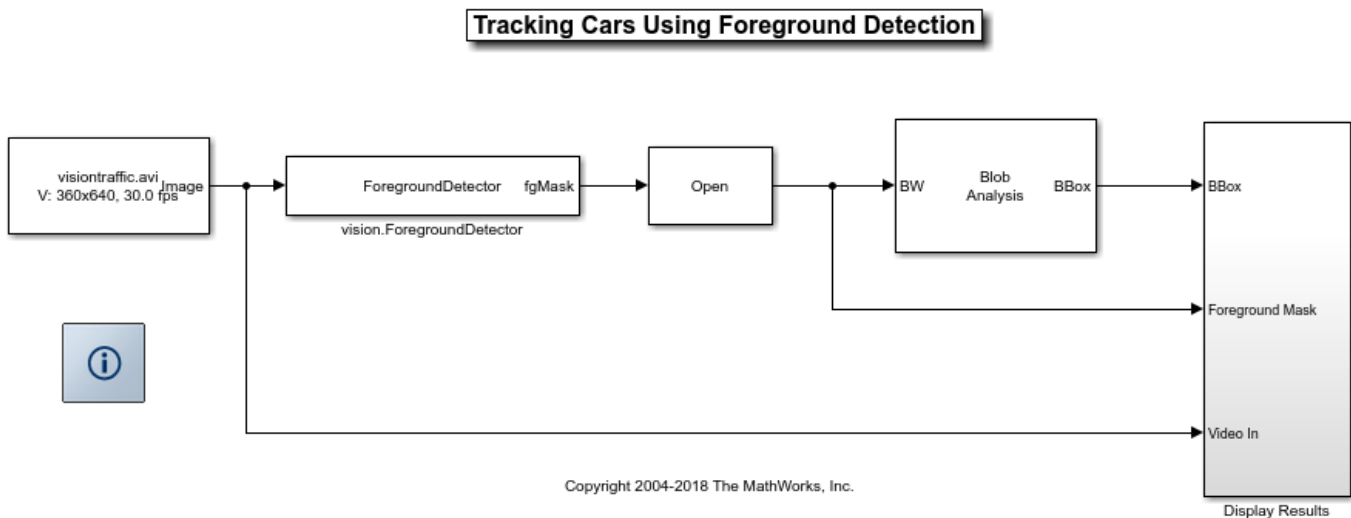 Tracking Cars Using Foreground Detection
visiontraffic.avi
V: 360x640, 30.0 fps
Image
ForegroundDetector
fgMask
vision.ForegroundDetector
Open
BW
Blob
Analysis
BBox
BBox
Foreground Mask
Video In
Display Results
Copyright 2004-2018 The MathWorks, Inc.